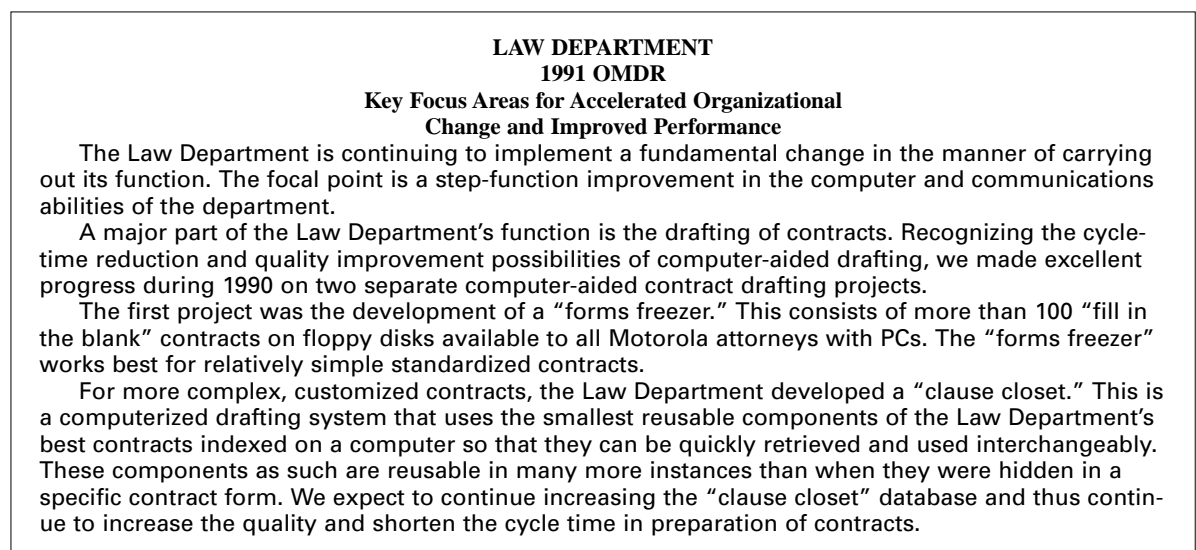 LAW DEPARTMENT
1991 OMDR
Key Focus Areas for Accelerated Organizational
Change and Improved Performance
The Law Department is continuing to implement a fundamental change in the manner of carrying
out its function. The focal point is a step-function improvement in the computer and communications
abilities of the department.
A major part of the Law Department’s function is the drafting of contracts. Recognizing the cycle-
time reduction and quality improvement possibilities of computer-aided drafting, we made excellent
progress during 1990 on two separate computer-aided contract drafting projects.
The first project was the development of a “forms freezer.” This consists of more than 100 “fill in
the blank” contracts on floppy disks available to all Motorola attorneys with PCs. The “forms freezer”
works best for relatively simple standardized contracts.
For more complex, customized contracts, the Law Department developed a “clause closet.” This is
a computerized drafting system that uses the smallest reusable components of the Law Department’s
best contracts indexed on a computer so that they can be quickly retrieved and used interchangeably.
These components as such are reusable in many more instances than when they were hidden in a
specific contract form. We expect to continue increasing the “clause closet” database and thus contin-
ue to increase the quality and shorten the cycle time in preparation of contracts.